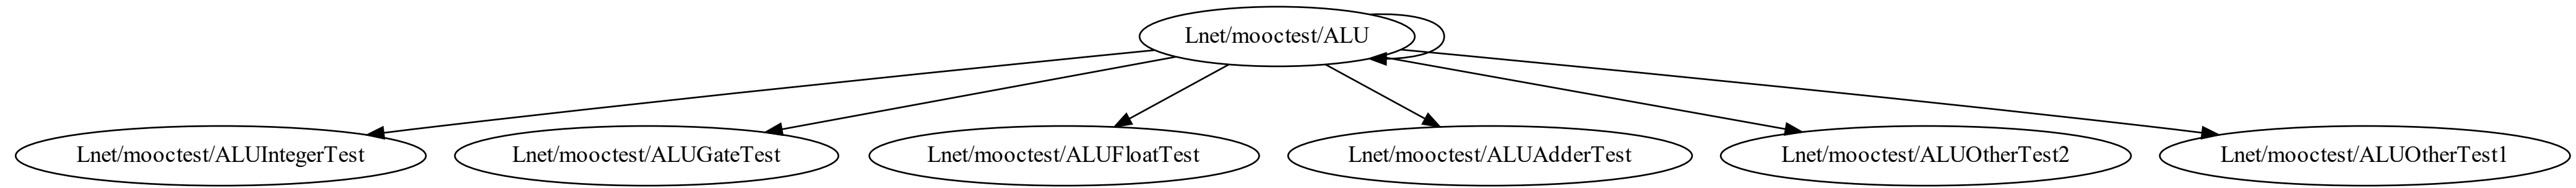 Lnet/mooctest/ALU
Lnet/mooctest/ALUIntegerTest
Lnet/mooctest/ALUGateTest
Lnet/mooctest/ALUFloatTest
Lnet/mooctest/ALUAdderTest
Lnet/mooctest/ALUOtherTest2
Lnet/mooctest/ALUOtherTest1